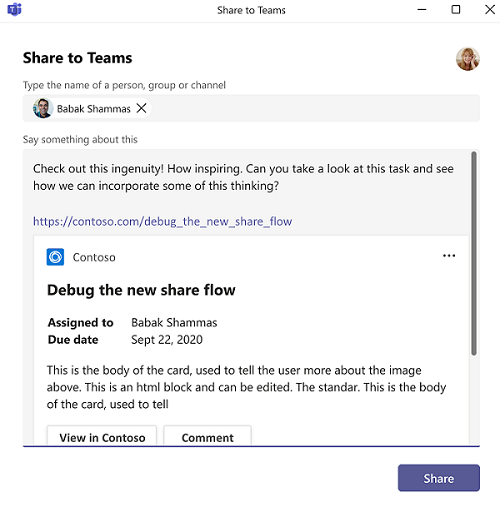 Share to Teams
Share to Teams
Type the name of a person, group or channel
Babak Shammas
Say something about this
Check out this ingenuity! How inspiring. Can you take a look at this task and see
how we can incorporate some of this thinking?
https://contoso.com/debug_the_new_share_flow
Contoso
Debug the new share flow
Assigned to Babak Shammas
Due date Sept 22, 2020
This is the body of the card, used to tell the user more about the image
above. This is an html block and can be edited. The standar. This is the body
of the card, used to tell
View in Contoso Comment
Share